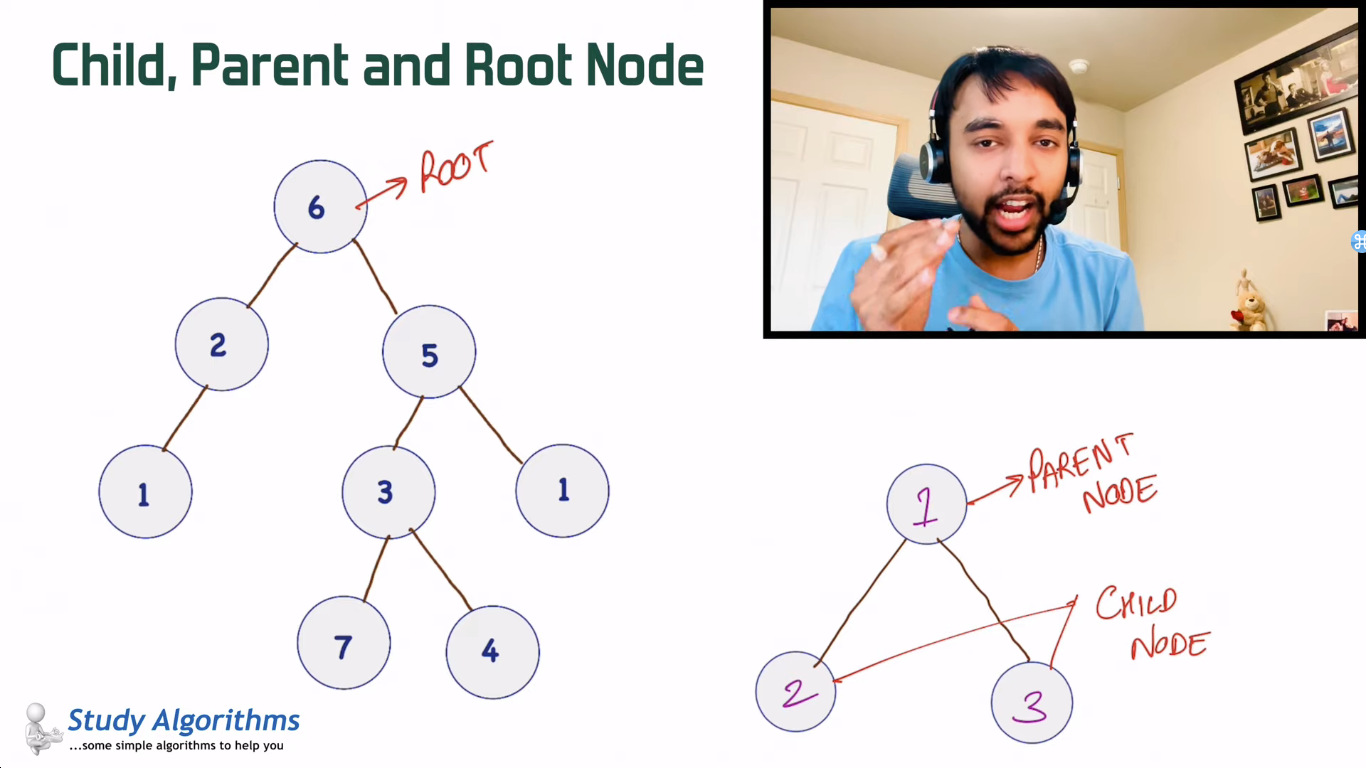 Child, Parent and Root Node
6
ROOT
2
5
1
3
1
7
4
1
PARENT
NODE
CHILD
NODE
2
3
Study Algorithms
...some simple algorithms to help you
⌘